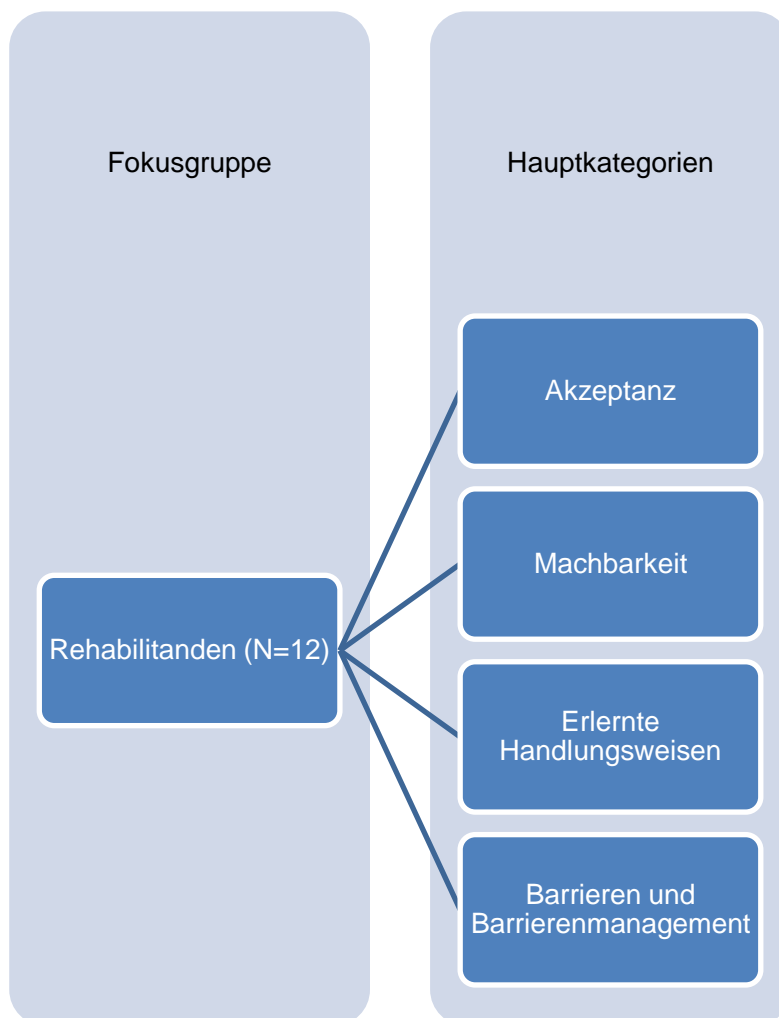 Fokusgruppe
Hauptkategorien
Rehabilitanden (N=12)
Akzeptanz
Machbarkeit
Erlernte
Handlungsweisen
Barrieren und
Barrierenmanagement